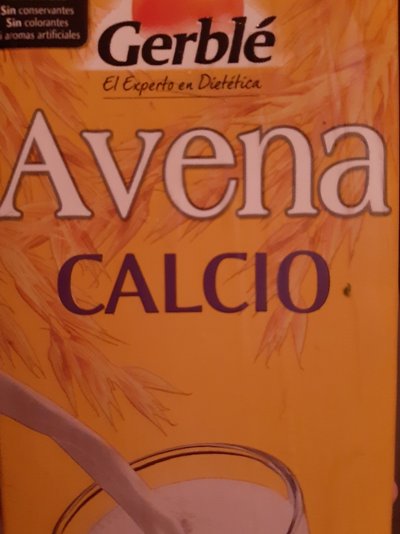 Sin conservantes
Sin colorantes
aromas artificiales
Gerblé
El Experto en Dietética
Avena
CALCIO